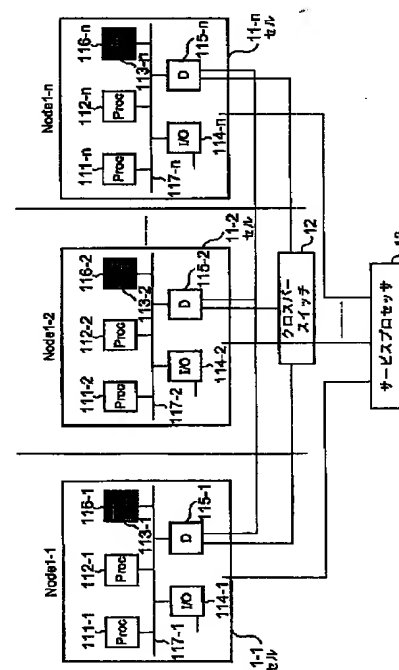 Node1-1
111-1
Proc
112-1
Proc
116-1
113-1
117-1
I/O
114-1
D
115-1
1-1
セル
Node1-2
111-2
Proc
112-2
Proc
116-2
113-2
117-2
I/O
114-2
D
115-2
11-2
セル
Node1-n
111-n
Proc
112-n
Proc
116-n
113-n
117-n
I/O
114-n
D
115-n
11-n
セル
12
クロスバー
スイッチ
サービスプロセッサ